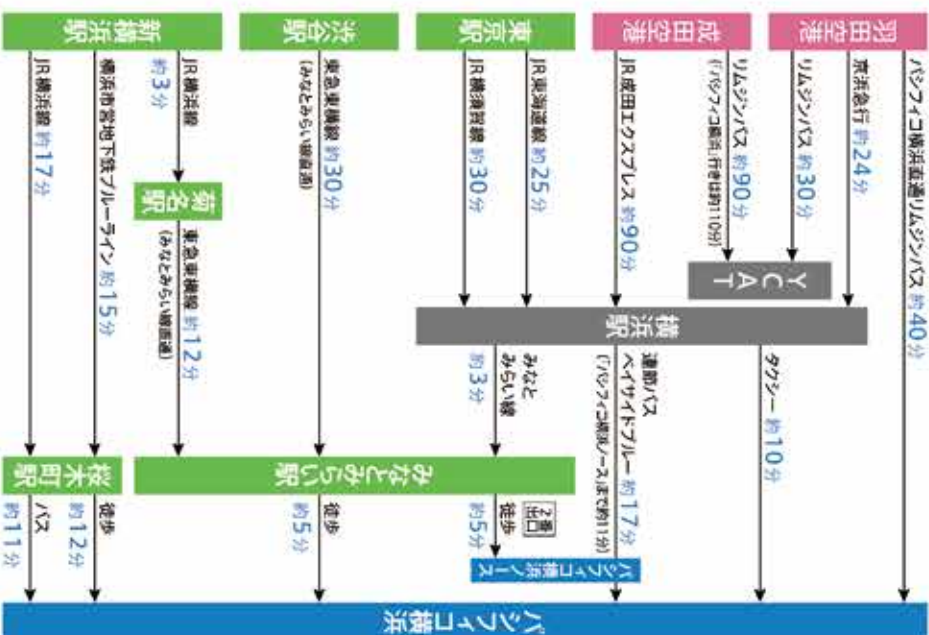 羽田空港
パシフィコ横浜直通リムジンバス 約40分
京浜急行 約24分
リムジンバス 約30分
成田空港
リムジンバス 約90分
(「パシフィコ横浜」行きは約110分)
JR成田エクスプレス 約90分
YCAT
東京駅
JR東海道線 約25分
JR横須賀線 約30分
横浜駅
タクシー 約10分
連節バス
ベイサイドブルー 約17分
(「パシフィコ横浜ノース」まで約11分)
みなと
みらい線
約3分
渋谷駅
東急東横線 約30分
(みなとみらい線直通)
新横浜駅
JR横浜線
約3分
菊名駅
東急東横線 約12分
(みなとみらい線直通)
横浜市営地下鉄ブルーライン 約15分
JR横浜線 約17分
みなとみらい駅
2番
出口
徒歩
約5分
徒歩
約5分
桜木町駅
徒歩
約12分
バス
約11分
パシフィコ横浜ノース
パシフィコ横浜